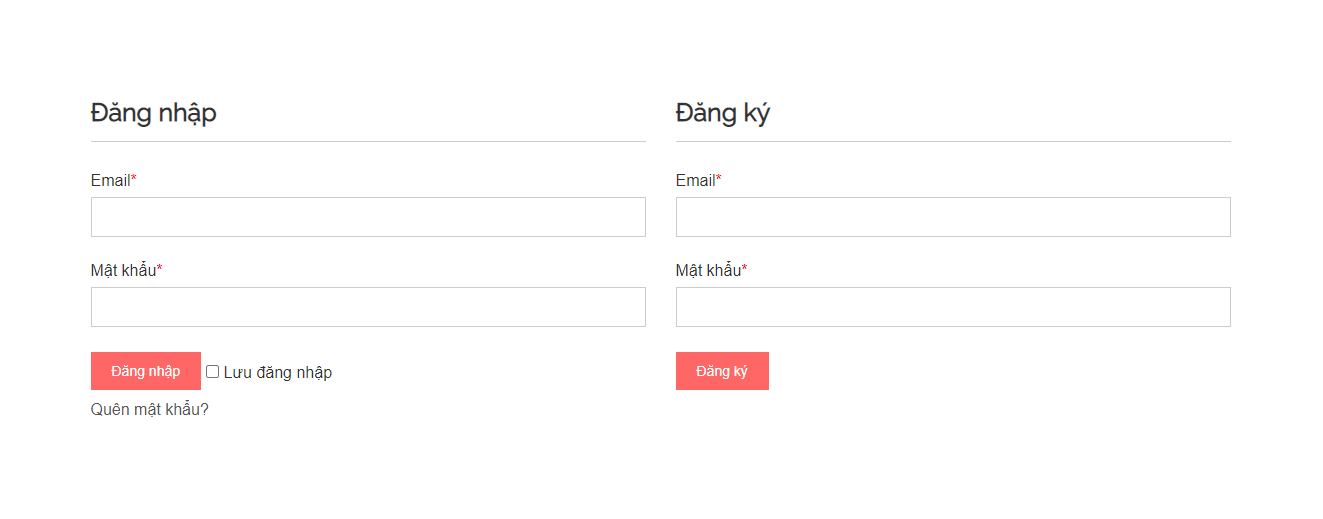 Đăng nhập
Email*
Mật khẩu*
Đăng nhập Lưu đăng nhập
Quên mật khẩu?
Đăng ký
Email*
Mật khẩu*
Đăng ký